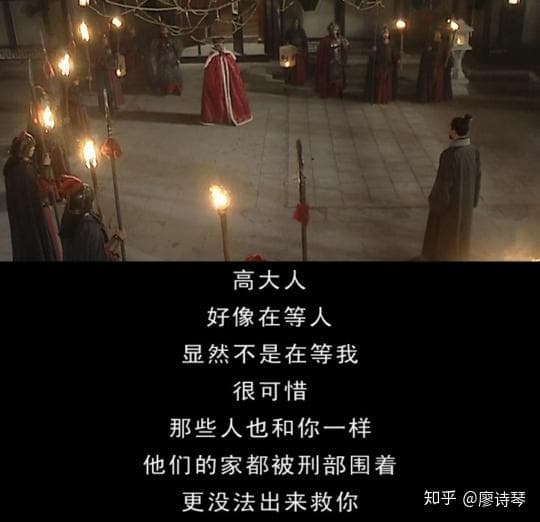 高大人
好像在等人
显然不是在等我
很可惜
那些人也和你一样
他们的家都被刑部围着
更没法出来救你
知乎 @廖诗琴